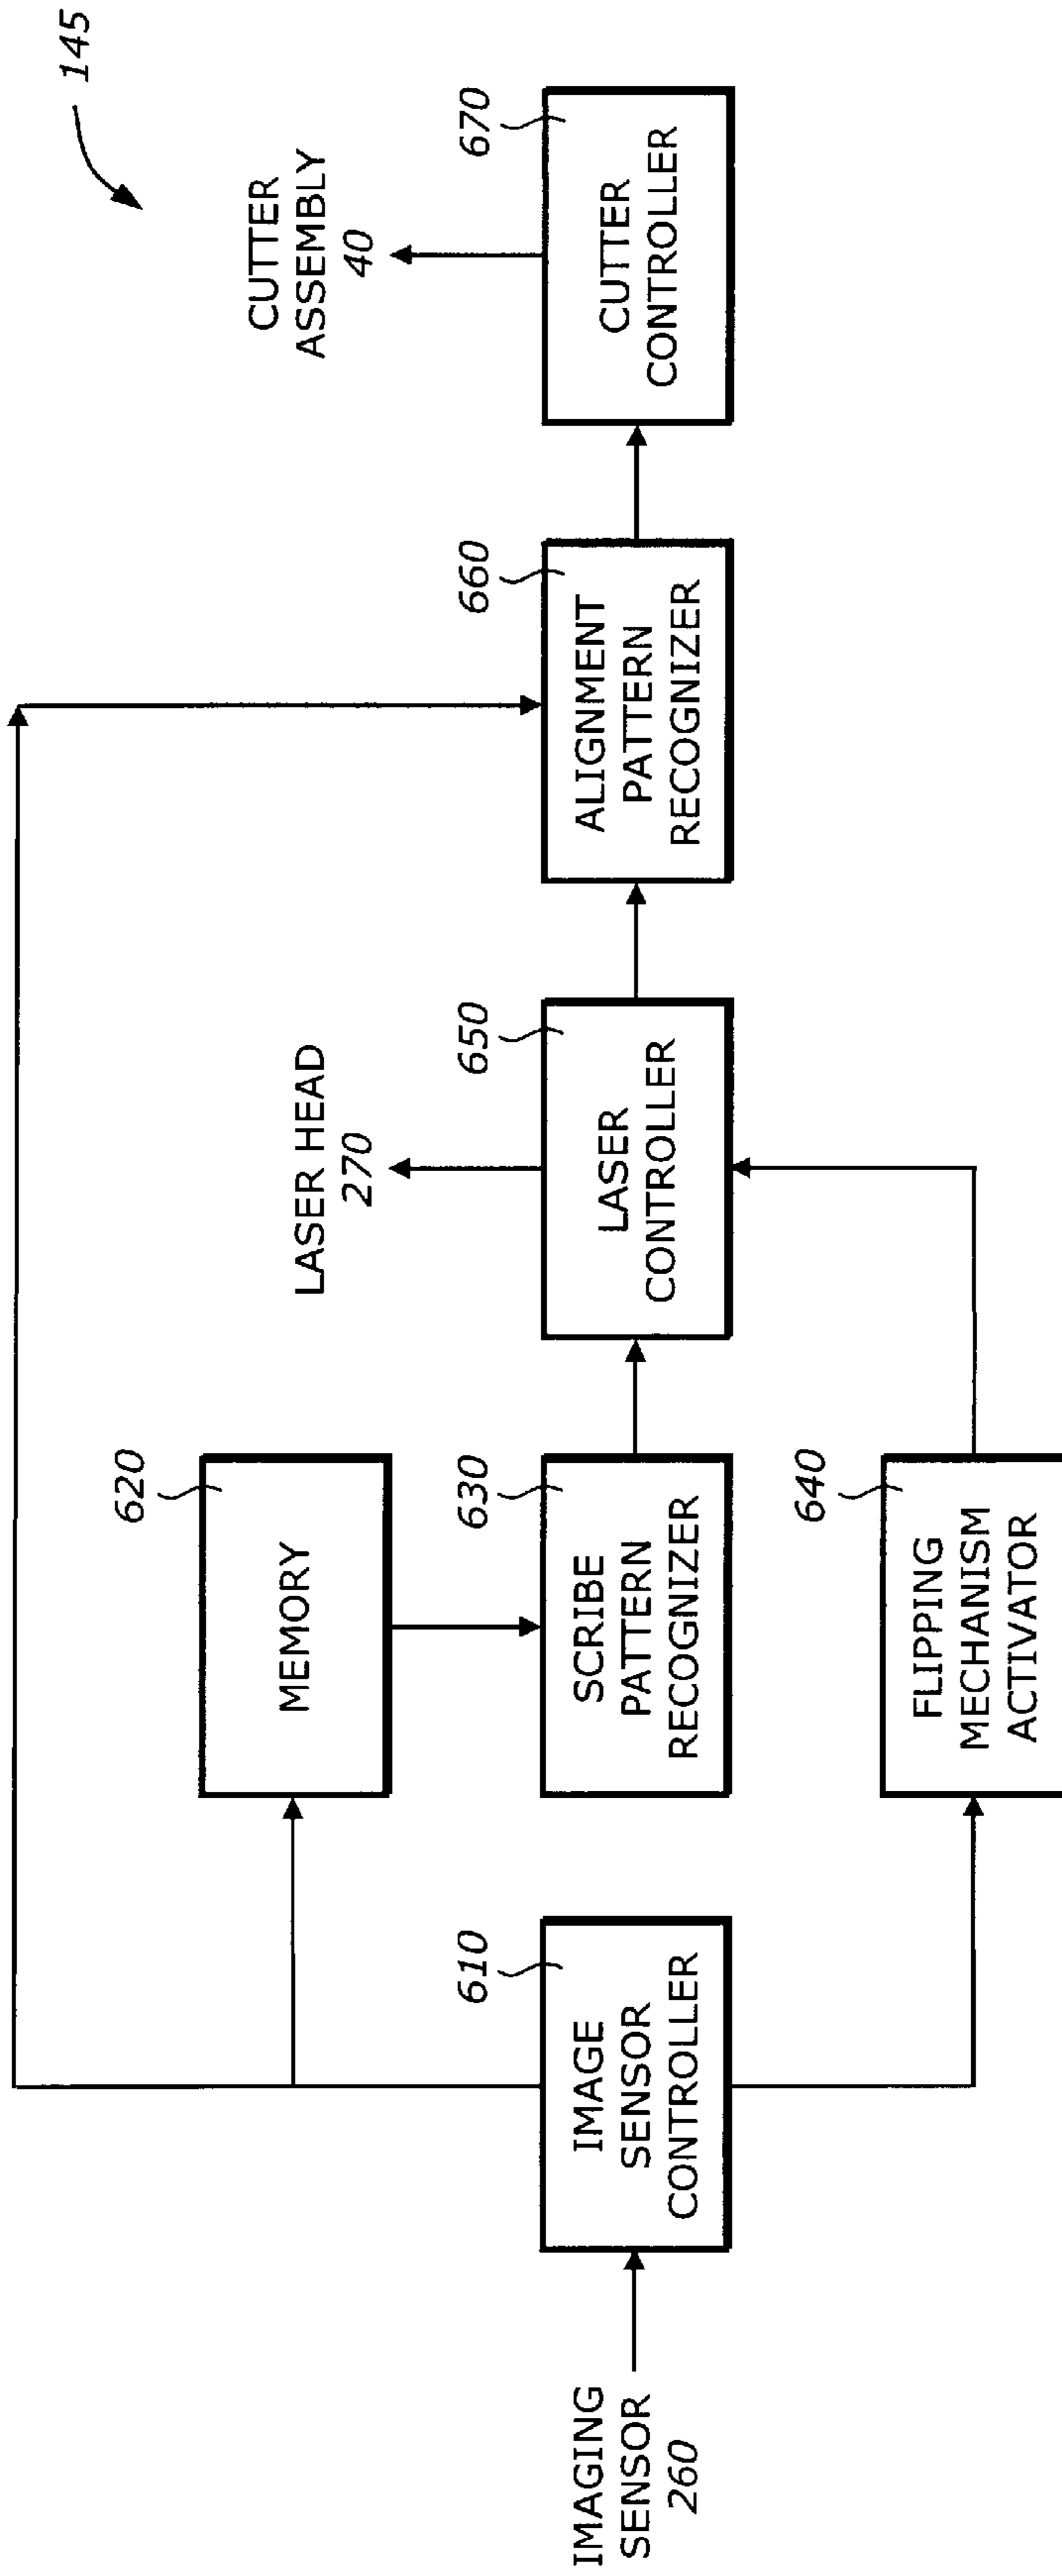 145
CUTTER
ASSEMBLY
40
LASER HEAD
270
620
MEMORY
IMAGING
SENSOR
260
610
IMAGE
SENSOR
CONTROLLER
630
SCRIBE
PATTERN
RECOGNIZER
650
LASER
CONTROLLER
660
ALIGNMENT
PATTERN
RECOGNIZER
670
CUTTER
CONTROLLER
640
FLIPPING
MECHANISM
ACTIVATOR